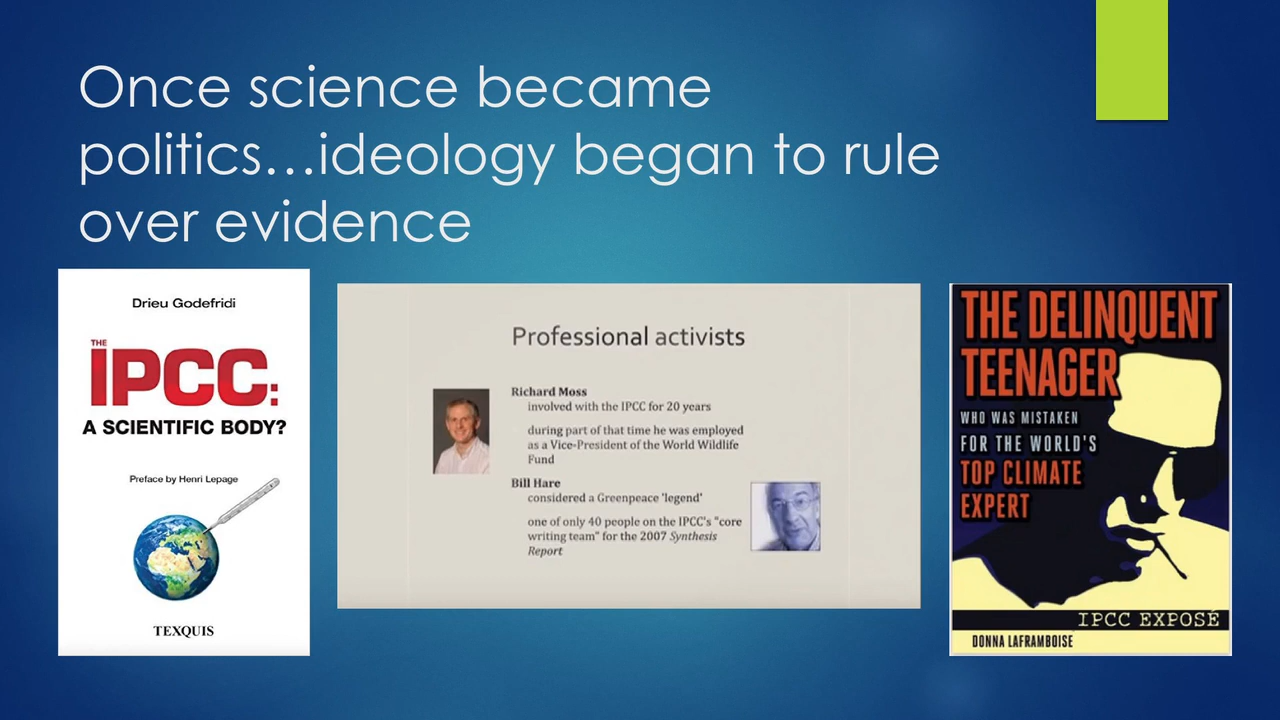 Once science became
politics...ideology began to rule
over evidence
Drieu Godefridi
THE
IPCC:
A SCIENTIFIC BODY?
Preface by Henri Lepage
TEXQUIS
Professional activists
Richard Moss
involved with the IPCC for 20 years
during part of that time he was employed
as a Vice-President of the World Wildlife
Fund
Bill Hare
considered a Greenpeace 'legend'
one of only 40 people on the IPCC's "core
writing team" for the 2007 Synthesis
Report
THE DELINQUENT
TEENAGER
WHO WAS MISTAKEN
FOR THE WORLD'S
TOP CLIMATE
EXPERT
IPCC EXPOSÉ
DONNA LAFRAMBOISE